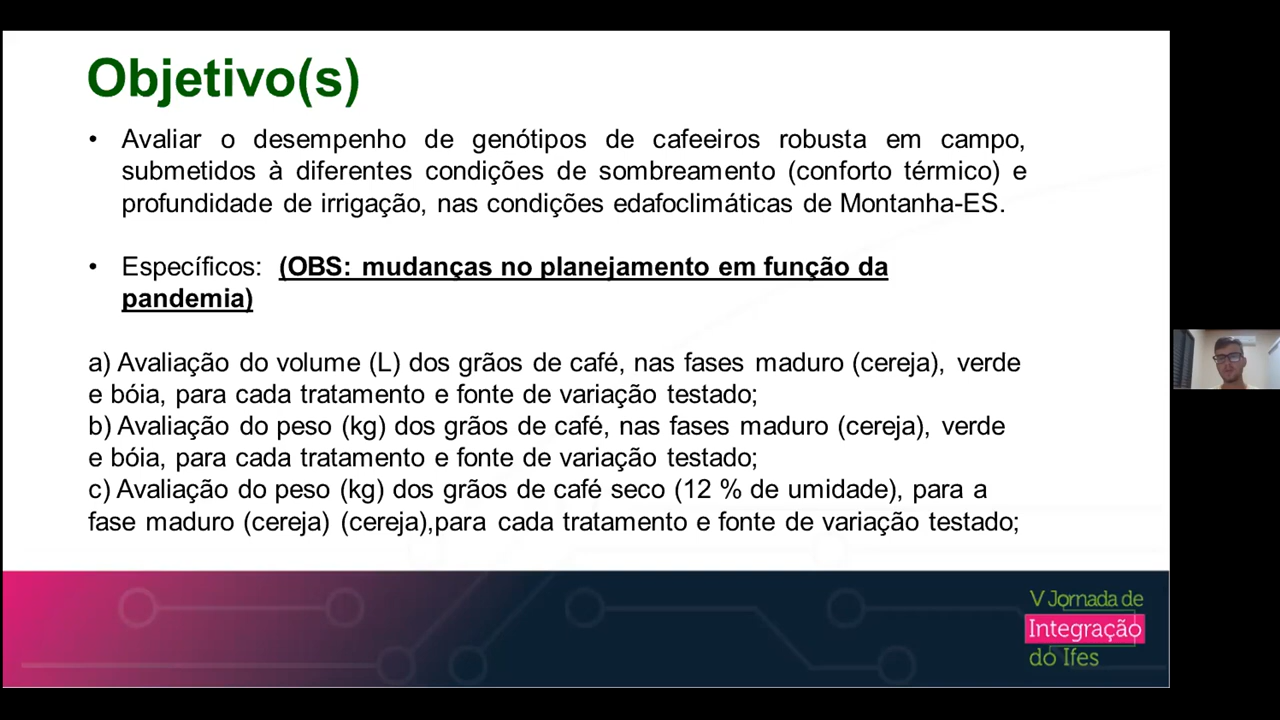 Objetivo(s)
• Avaliar o desempenho de genótipos de cafeeiros robusta em campo,
submetidos à diferentes condições de sombreamento (conforto térmico) e
profundidade de irrigação, nas condições edafoclimáticas de Montanha-ES.
• Específicos: (OBS: mudanças no planejamento em função da
pandemia)
a) Avaliação do volume (L) dos grãos de café, nas fases maduro (cereja), verde
e bóia, para cada tratamento e fonte de variação testado;
b) Avaliação do peso (kg) dos grãos de café, nas fases maduro (cereja), verde
e bóia, para cada tratamento e fonte de variação testado;
c) Avaliação do peso (kg) dos grãos de café seco (12 % de umidade), para a
fase maduro (cereja) (cereja),para cada tratamento e fonte de variação testado;
V Jornada de
Integração
do Ifes